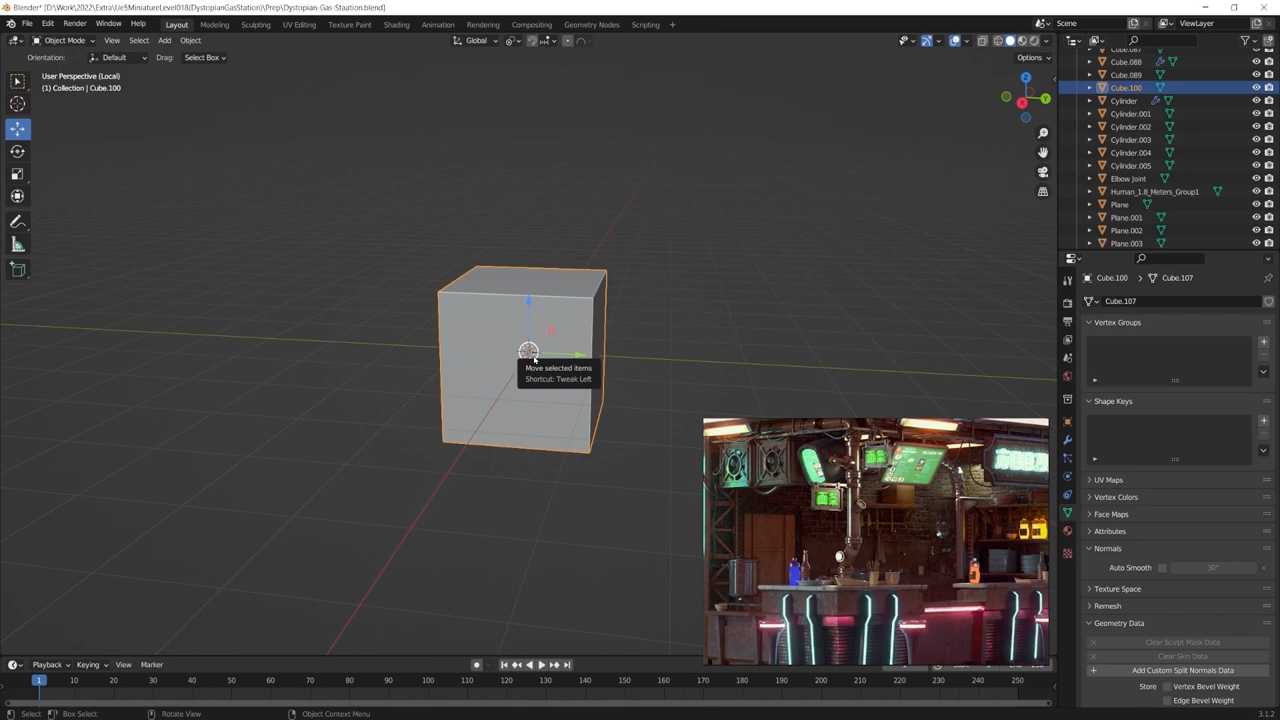 Blender* [D:\Work\2022\Extra\Ue5MiniatureLevel018(DystopianGasStation)\Prep\Dystopian-Gas-Staation.blend]
File Edit Render Window Help Layout Modeling Sculpting UV Editing Texture Paint Shading Animation Rendering Compositing Geometry Nodes Scripting + Scene ViewLayer
Object Mode View Select Add Object Global
Orientation: Default Drag: Select Box Options
User Perspective (Local)
(1) Collection | Cube.100
Y
X
Z
Cube.087
Cube.088
Cube.089
Cube.100
Cylinder
Cylinder.001
Cylinder.002
Cylinder.003
Cylinder.004
Cylinder.005
Elbow Joint
Human_1.8_Meters_Group1
Plane
Plane.001
Plane.002
Plane.003
Cube.100 Cube.107
Cube.107
Vertex Groups
Shape Keys
UV Maps
Vertex Colors
Face Maps
Attributes
Normals
Auto Smooth 30°
Texture Space
Remesh
Geometry Data
Clear Sculpt Mask Data
Clear Skin Data
Add Custom Split Normals Data
Store Vertex Bevel Weight
Edge Bevel Weight
Move selected items
Shortcut: Tweak Left
面条
面条
Playback Keying View Marker
1 10 20 30 40 50 60 70 80 90 100 110 120 130 140 150 160 170 180 190 200 210 220 230 240 250
Select Box Select Rotate View Object Context Menu 3.1.2